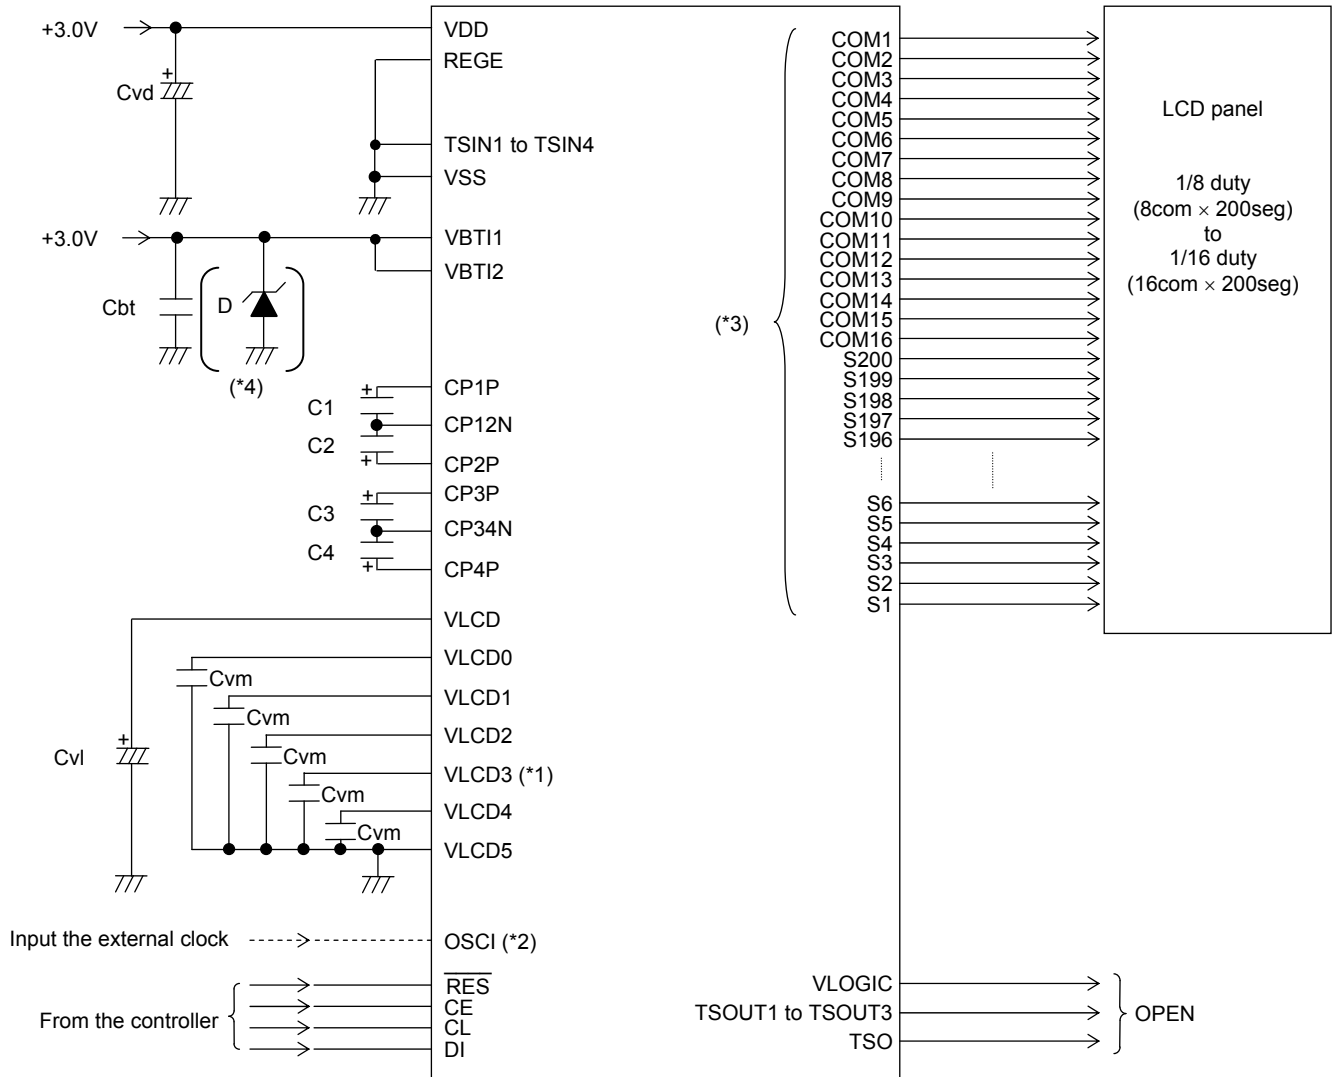 +3.0V
VDD
REGE
+
Cvd
TSIN1 to TSIN4
VSS
+3.0V
VBTI1
VBTI2
Cbt
D
(*4)
+
CP1P
C1
CP12N
C2
+
CP2P
+
CP3P
C3
CP34N
C4
+
CP4P
VLCD
VLCD0
Cvm
VLCD1
Cvm
VLCD2
Cvm
VLCD3 (*1)
Cvm
VLCD4
Cvm
VLCD5
+
Cvl
Input the external clock
OSCI (*2)
From the controller
RES
CE
CL
DI
(*3)
COM1
COM2
COM3
COM4
COM5
COM6
COM7
COM8
COM9
COM10
COM11
COM12
COM13
COM14
COM15
COM16
S200
S199
S198
S197
S196
S6
S5
S4
S3
S2
S1
LCD panel
1/8 duty
(8com × 200seg)
to
1/16 duty
(16com × 200seg)
VLOGIC
TSOUT1 to TSOUT3
TSO
OPEN